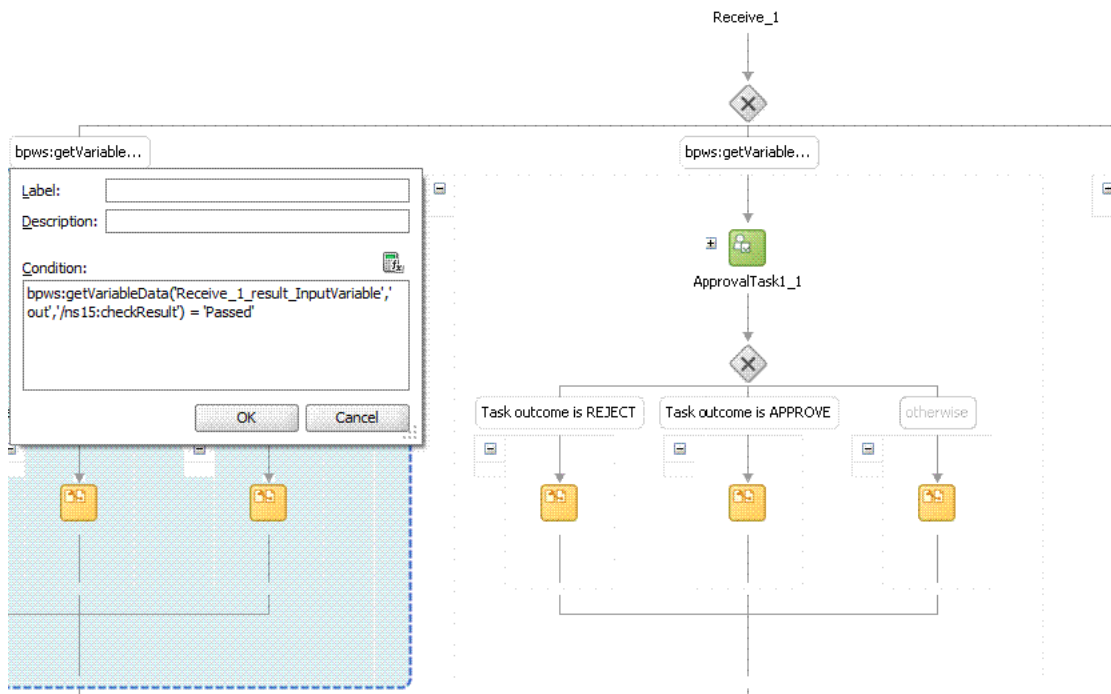 Receive_1
bpws:getVariable...
bpws:getVariable...
Label:
Description:
Condition:
bpws:getVariableData('Receive_1_result_InputVariable','
out','/ns15:checkResult') = 'Passed'
OK
Cancel
ApprovalTask1_1
Task outcome is REJECT
Task outcome is APPROVE
otherwise